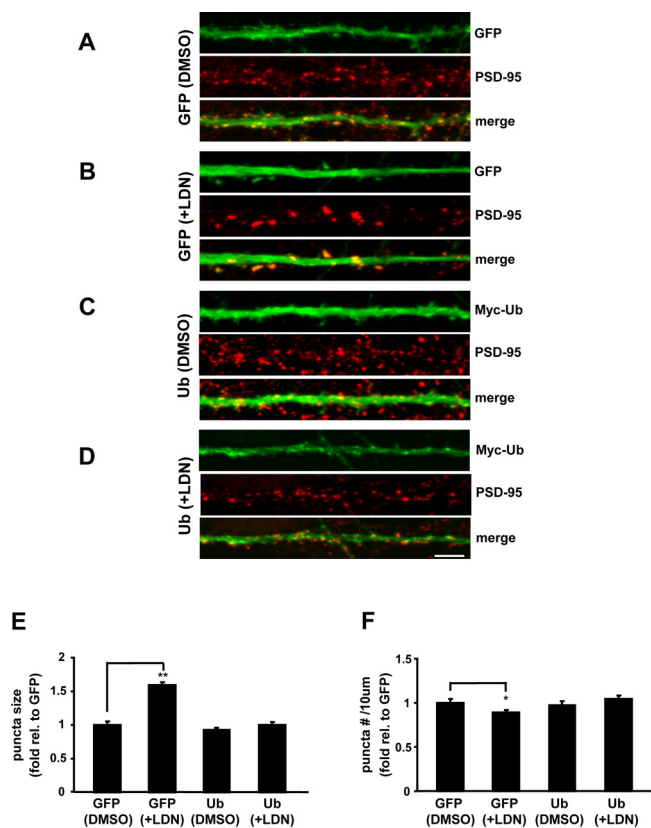 A
GFP (DMSO)
GFP
PSD-95
merge
B
GFP (+LDN)
GFP
PSD-95
merge
C
Ub (DMSO)
Myc-Ub
PSD-95
merge
D
Ub (+LDN)
Myc-Ub
PSD-95
merge
E
puncta size
(fold rel. to GFP)
2
1.5
1
0.5
0
**
GFP
(DMSO)
GFP
(+LDN)
Ub
(DMSO)
Ub
(+LDN)
F
puncta # /10um
(fold rel. to GFP)
1.5
1
0.5
0
*
GFP
(DMSO)
GFP
(+LDN)
Ub
(DMSO)
Ub
(+LDN)